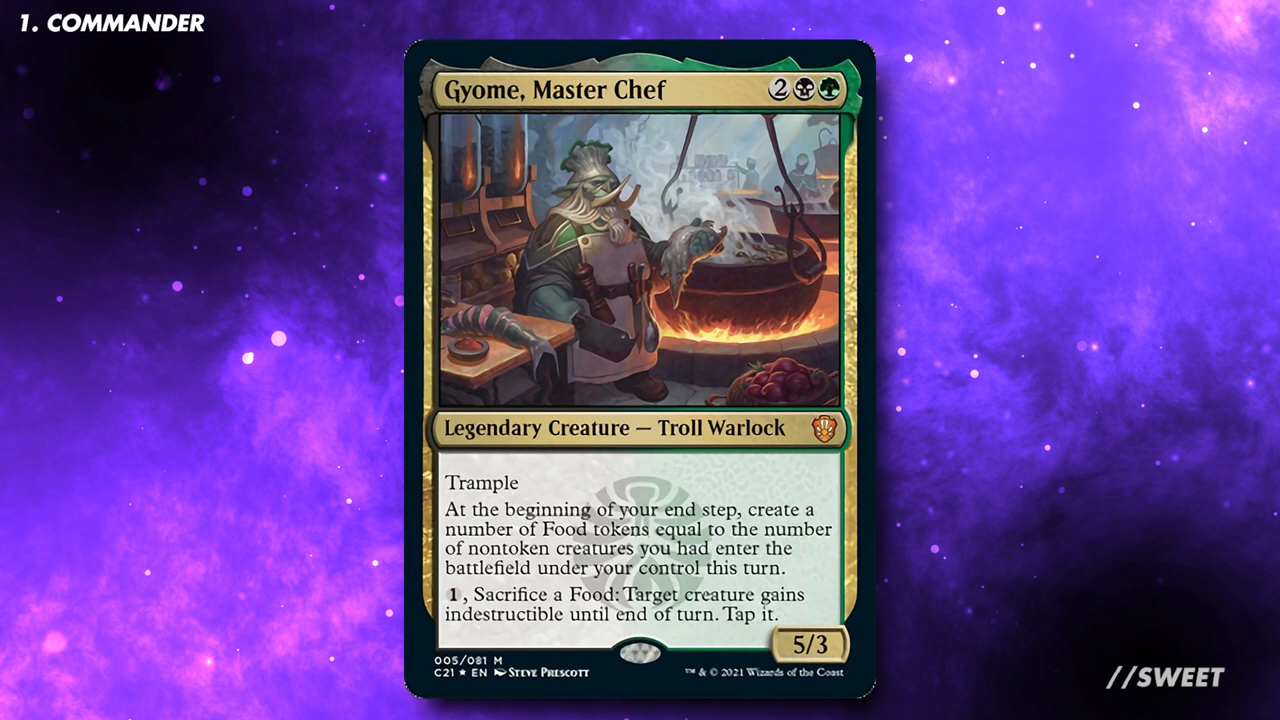 1. COMMANDER
Gyome, Master Chef 2
Legendary Creature — Troll Warlock
Trample
At the beginning of your end step, create a
number of Food tokens equal to the number
of nontoken creatures you had enter the
battlefield under your control this turn.
1, Sacrifice a Food: Target creature gains
indestructible until end of turn. Tap it.
5/3
005/081 M
C21 ★ EN STEVE PRESCOTT
™ & © 2021 Wizards of the Coast
//SWEET